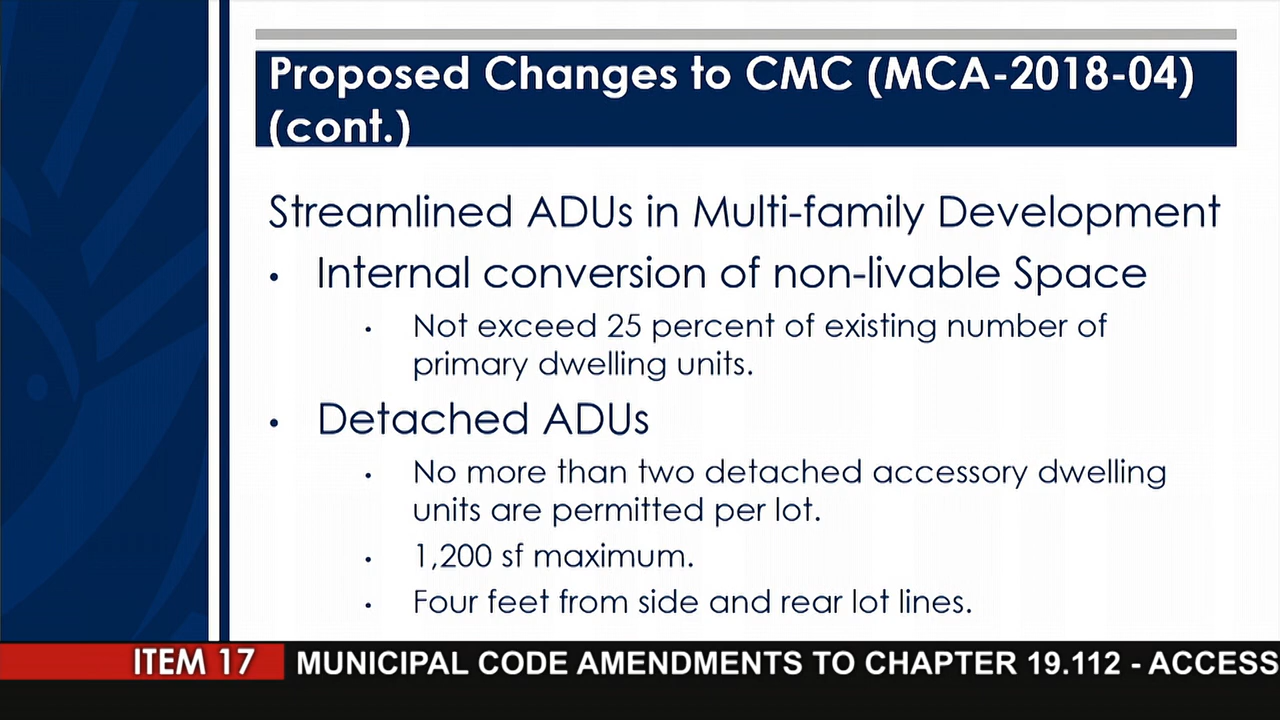 Proposed Changes to CMC (MCA-2018-04)
(cont.)
Streamlined ADUs in Multi-family Development
• Internal conversion of non-livable Space
• Not exceed 25 percent of existing number of
primary dwelling units.
• Detached ADUs
• No more than two detached accessory dwelling
units are permitted per lot.
• 1,200 sf maximum.
• Four feet from side and rear lot lines.
ITEM 17 MUNICIPAL CODE AMENDMENTS TO CHAPTER 19.112 - ACCESS